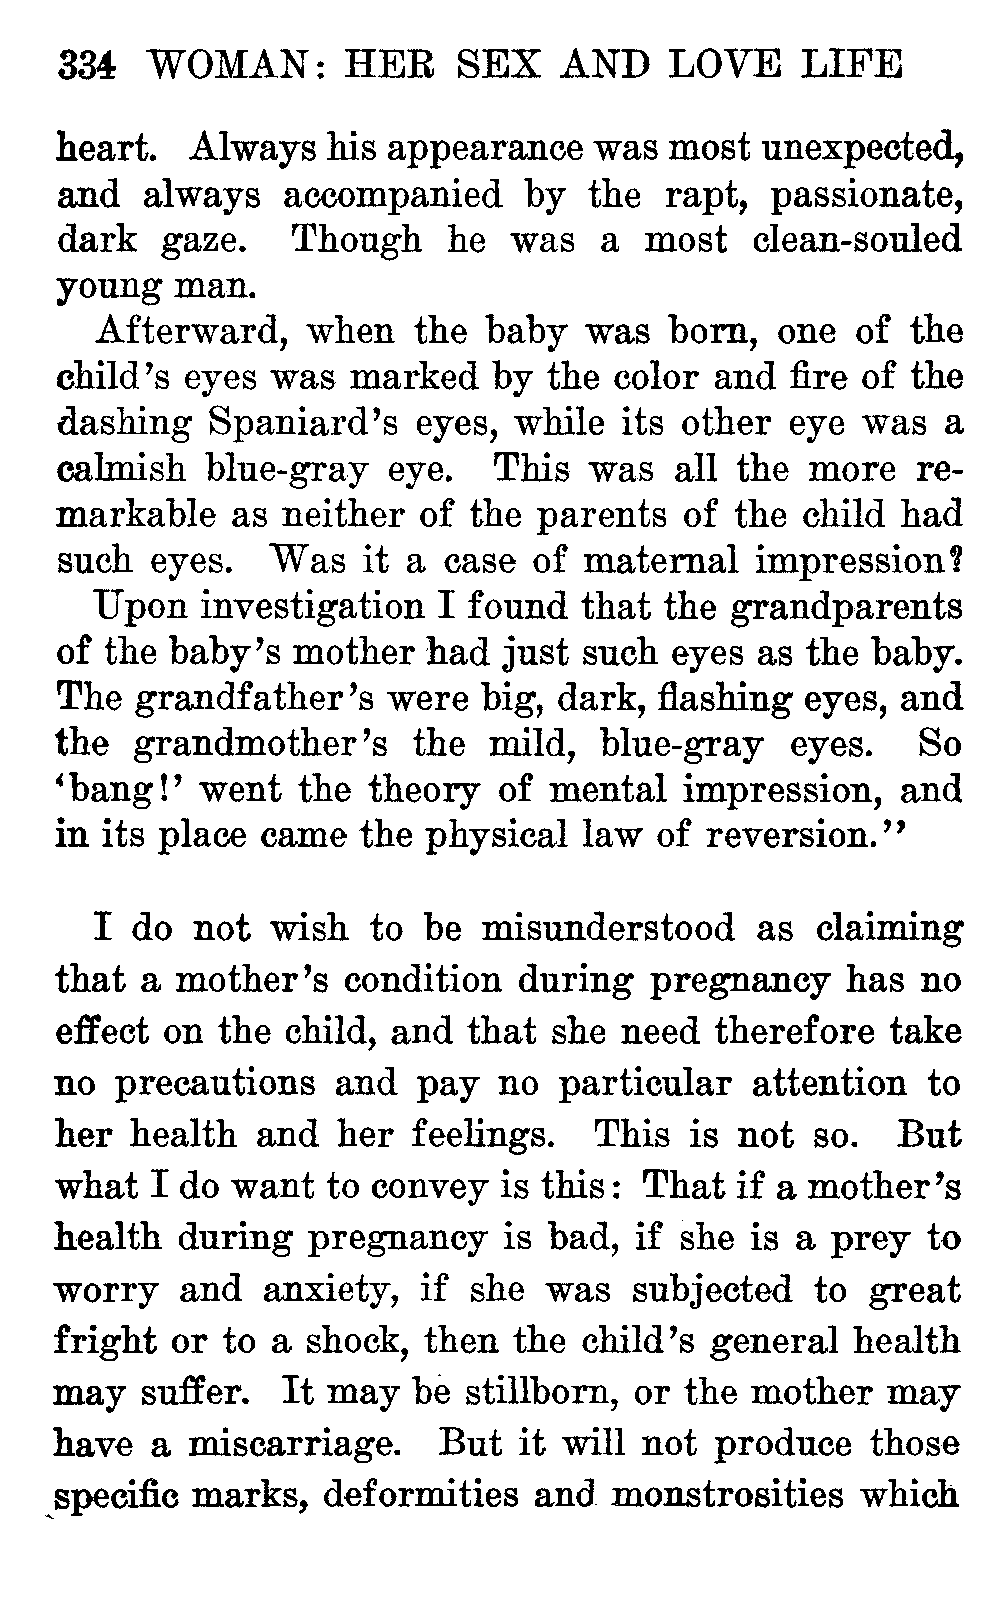 334 WOMAN: HER SEX AND LOVE LIFE
heart. Always his appearance was most unexpected,
and always accompanied by the rapt, passionate,
dark gaze. Though he was a most clean-souled
young man.
Afterward, when the baby was born, one of the
child's eyes was marked by the color and fire of the
dashing Spaniard's eyes, while its other eye was a
calmish blue-gray eye. This was all the more re-
markable as neither of the parents of the child had
such eyes. Was it a case of maternal impression?
Upon investigation I found that the grandparents
of the baby's mother had just such eyes as the baby.
The grandfather's were big, dark, flashing eyes, and
the grandmother's the mild, blue-gray eyes. So
'bang!' went the theory of mental impression, and
in its place came the physical law of reversion."
I do not wish to be misunderstood as claiming
that a mother's condition during pregnancy has no
effect on the child, and that she need therefore take
no precautions and pay no particular attention to
her health and her feelings. This is not so. But
what I do want to convey is this: That if a mother's
health during pregnancy is bad, if she is a prey to
worry and anxiety, if she was subjected to great
fright or to a shock, then the child's general health
may suffer. It may be stillborn, or the mother may
have a miscarriage. But it will not produce those
specific marks, deformities and monstrosities which